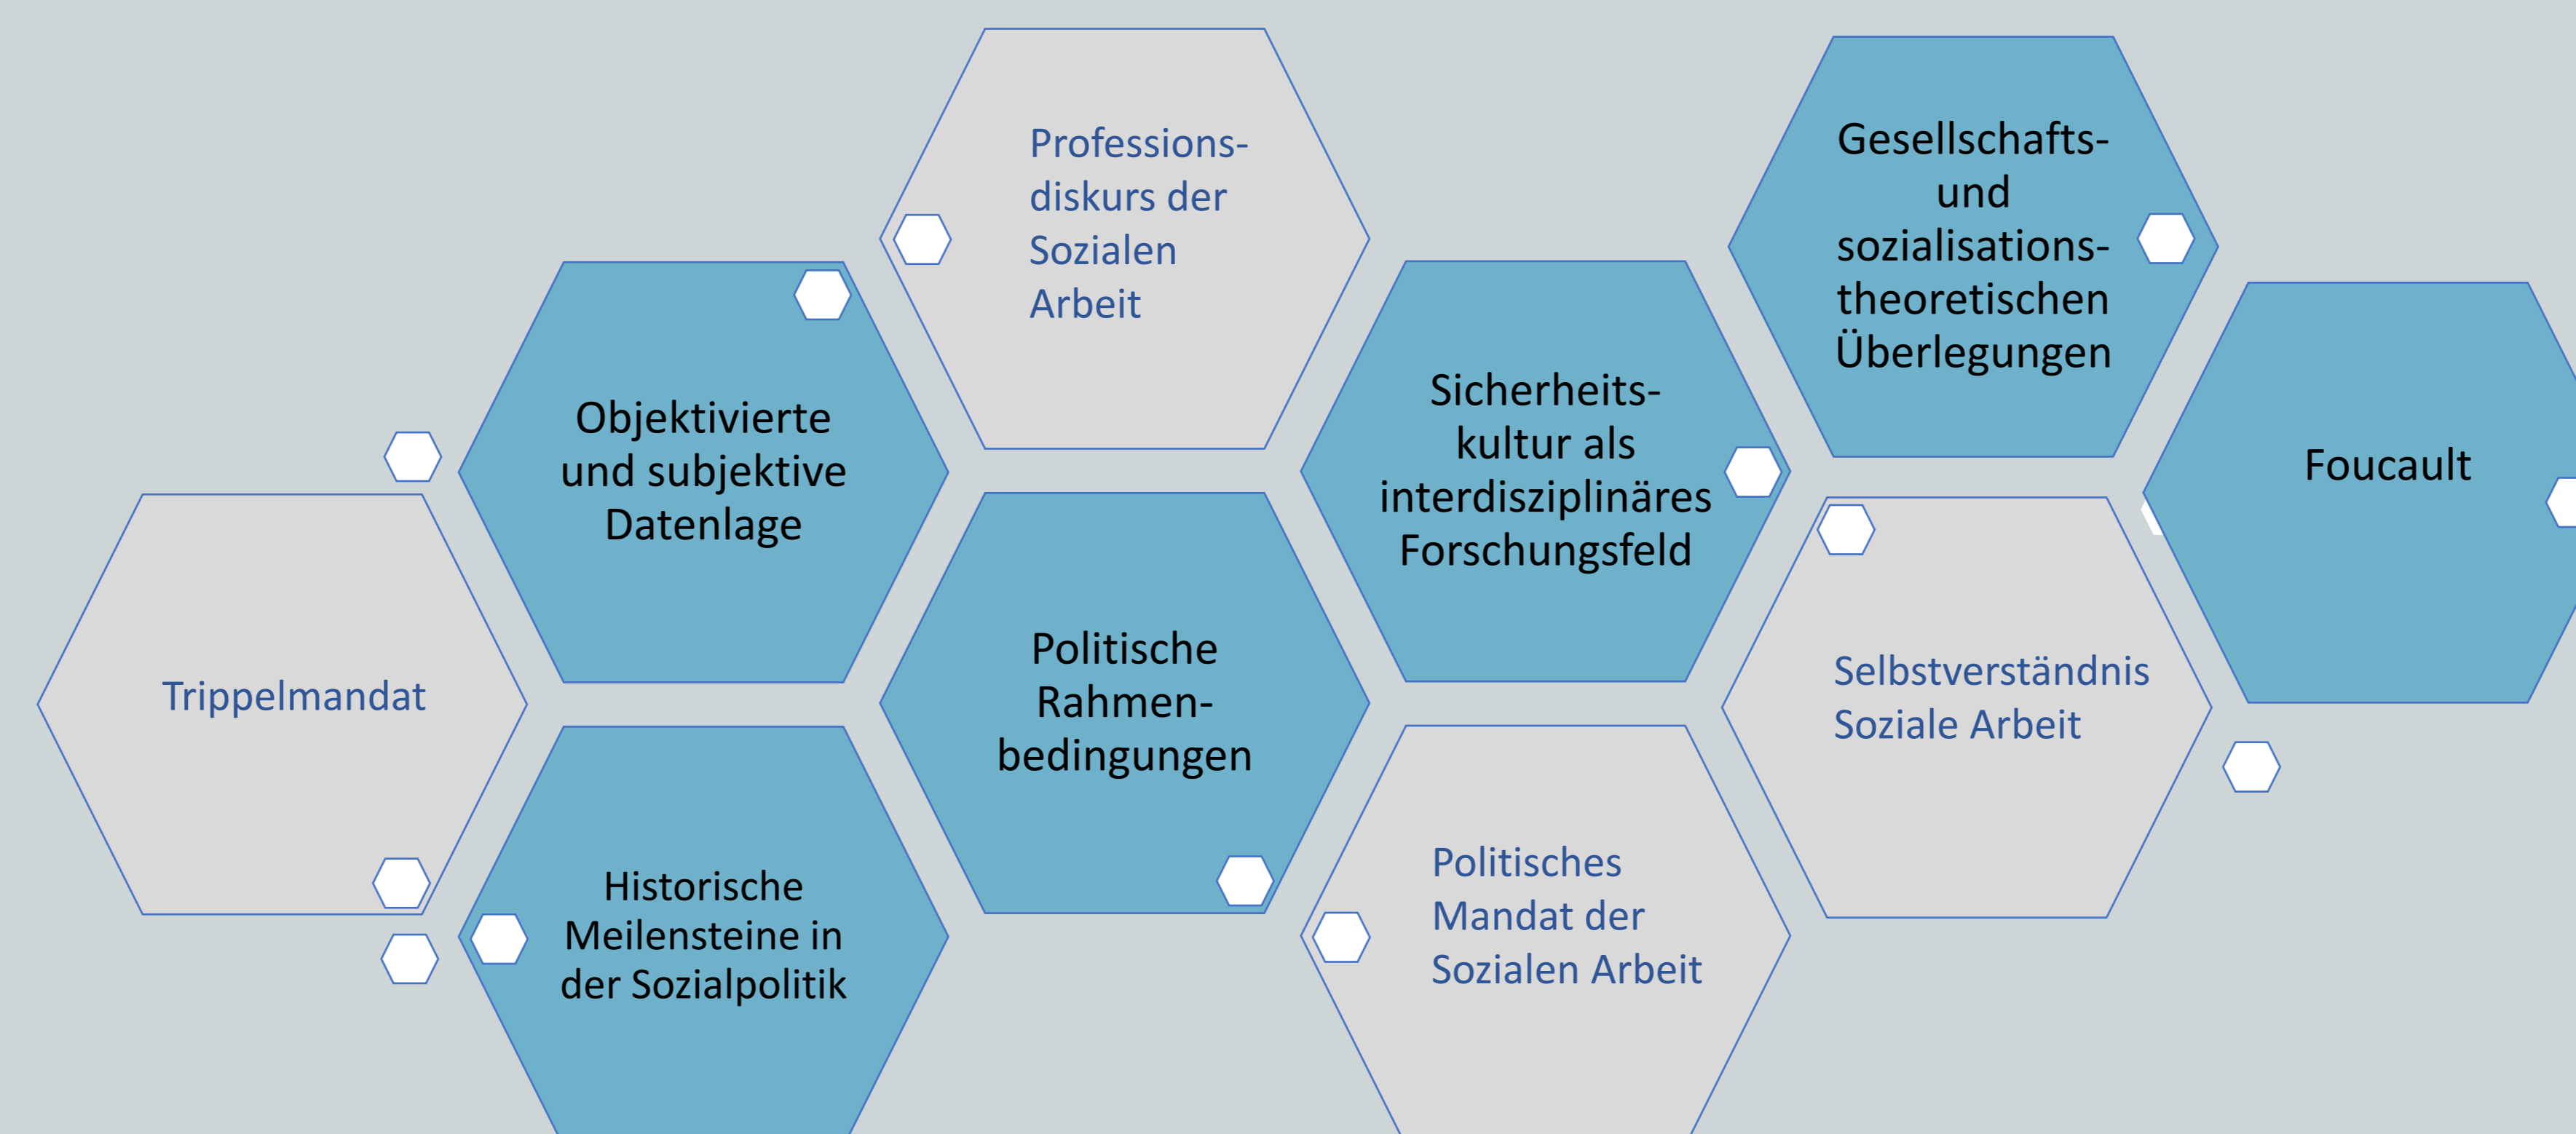 Trippelmandat
Objektivierte
und subjektive
Datenlage
Historische
Meilensteine in
der Sozialpolitik
Professions-
diskurs der
Sozialen
Arbeit
Politische
Rahmen-
bedingungen
Sicherheits-
kultur als
interdisziplinäres
Forschungsfeld
Politisches
Mandat der
Sozialen Arbeit
Gesellschafts-
und
sozialisations-
theoretischen
Überlegungen
Selbstverständnis
Soziale Arbeit
Foucault